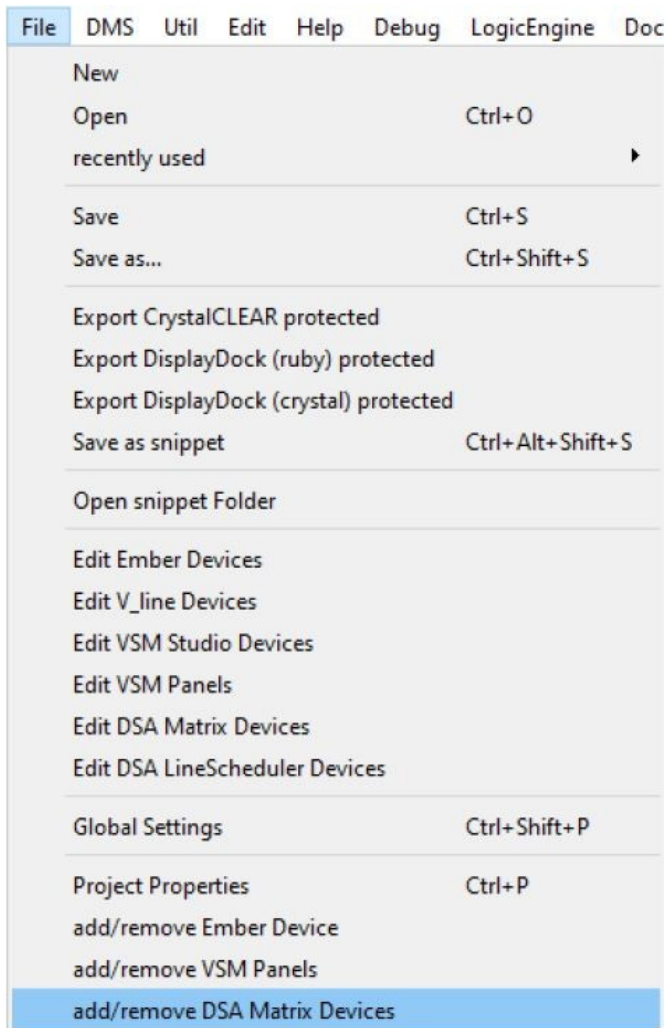 File DMS Util Edit Help Debug LogicEngine Doc
New
Open Ctrl+O
recently used
Save Ctrl+S
Save as... Ctrl+Shift+S
Export CrystalCLEAR protected
Export DisplayDock (ruby) protected
Export DisplayDock (crystal) protected
Save as snippet Ctrl+Alt+Shift+S
Open snippet Folder
Edit Ember Devices
Edit V_line Devices
Edit VSM Studio Devices
Edit VSM Panels
Edit DSA Matrix Devices
Edit DSA LineScheduler Devices
Global Settings Ctrl+Shift+P
Project Properties Ctrl+P
add/remove Ember Device
add/remove VSM Panels
add/remove DSA Matrix Devices